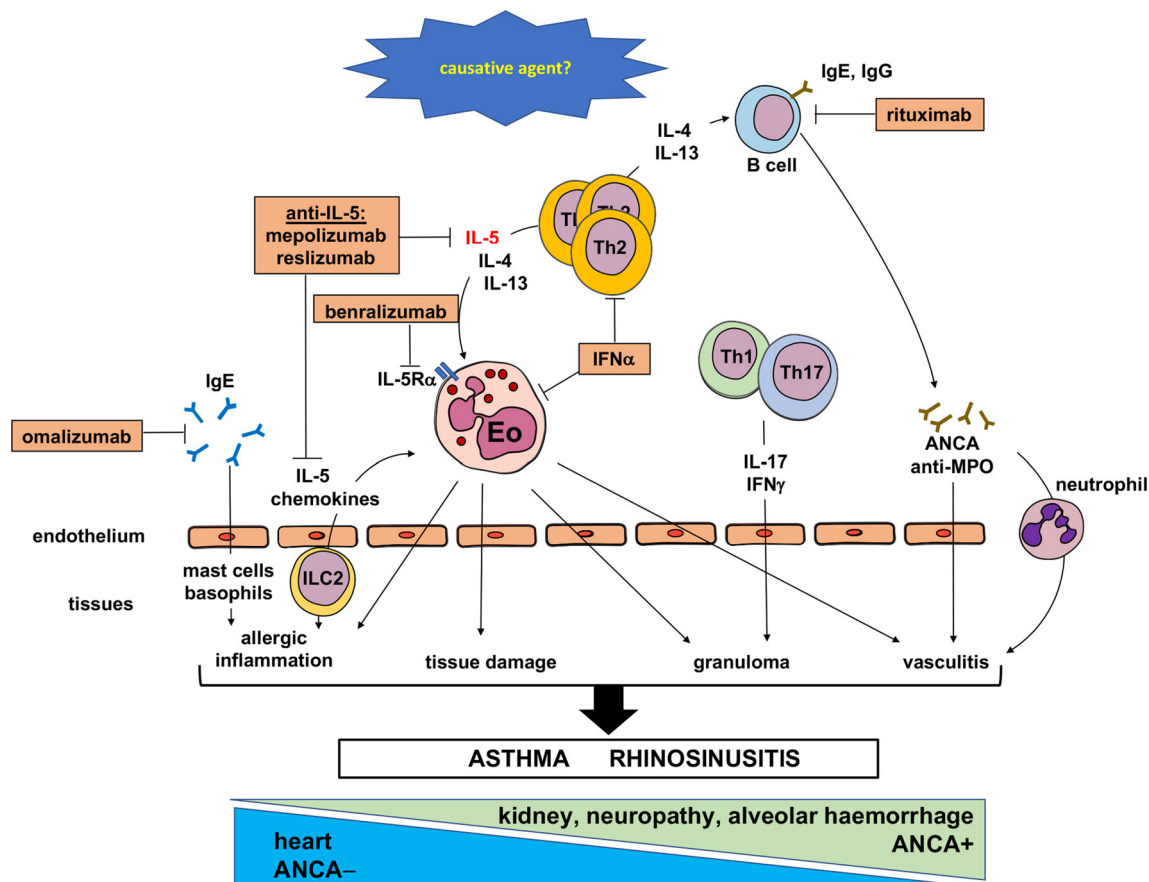 causative agent?
IgE, IgG
rituximab
IL-4
IL-13
B cell
anti-IL-5:
mepolizumab
reslizumab
IL-5
IL-4
IL-13
Th2
Th2
benralizumab
IFNα
Th1
Th17
IL-5Rα
IgE
Eo
omalizumab
ANCA
anti-MPO
IL-5
chemokines
IL-17
IFNγ
neutrophil
endothelium
mast cells
basophils
ILC2
tissues
allergic
inflammation
tissue damage
granuloma
vasculitis
ASTHMA RHINOSINUSITIS
kidney, neuropathy, alveolar haemorrhage
ANCA+
heart
ANCA–